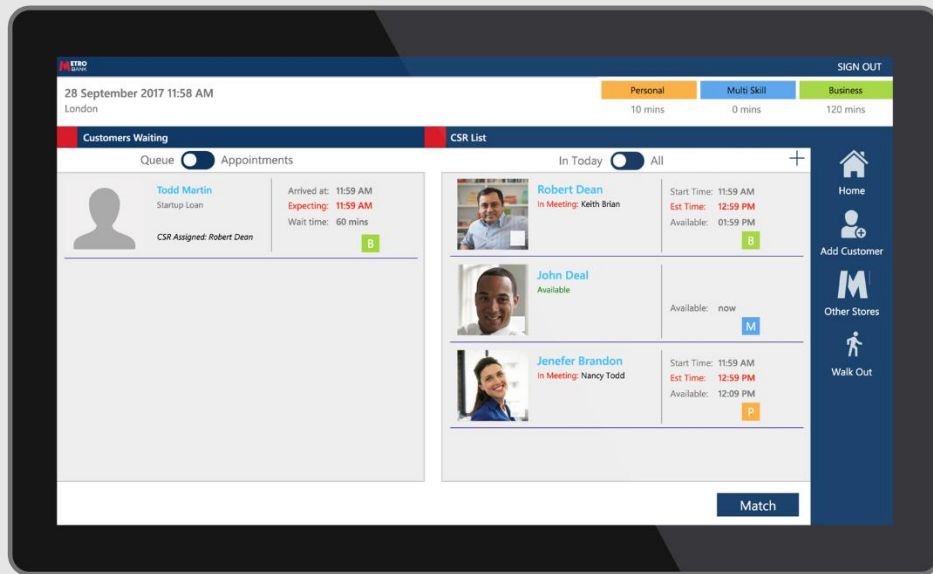 METRO
BANK
SIGN OUT
28 September 2017 11:58 AM
London
Personal
10 mins
Multi Skill
0 mins
Business
120 mins
Customers Waiting
Queue Appointments
Todd Martin
Startup Loan
CSR Assigned: Robert Dean
Arrived at: 11:59 AM
Expecting: 11:59 AM
Wait time: 60 mins
B
CSR List
In Today All
+
Robert Dean
In Meeting: Keith Brian
Start Time: 11:59 AM
Est Time: 12:59 PM
Available: 01:59 PM
B
John Deal
Available
Available: now
M
Jenefer Brandon
In Meeting: Nancy Todd
Start Time: 11:59 AM
Est Time: 12:59 PM
Available: 12:09 PM
P
Match
Home
Add Customer
M
Other Stores
Walk Out